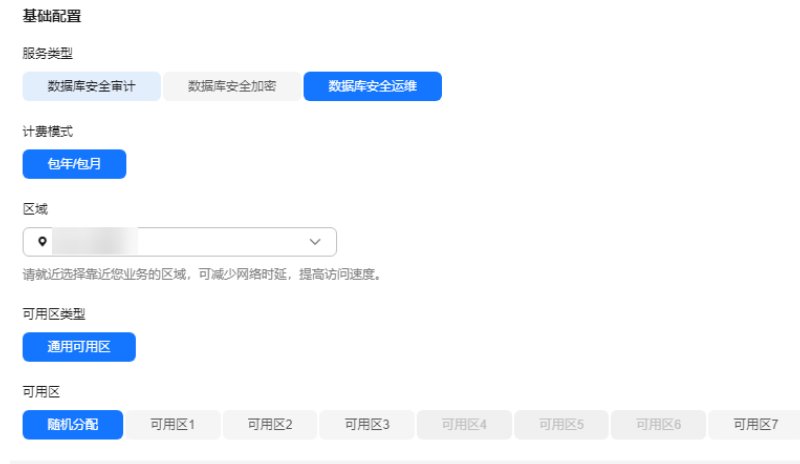 基础配置
服务类型
数据库安全审计 数据库安全加密 数据库安全运维
计费模式
包年/包月
区域
请就近选择靠近您业务的区域，可减少网络时延，提高访问速度。
可用区类型
通用可用区
可用区
随机分配 可用区1 可用区2 可用区3 可用区4 可用区5 可用区6 可用区7